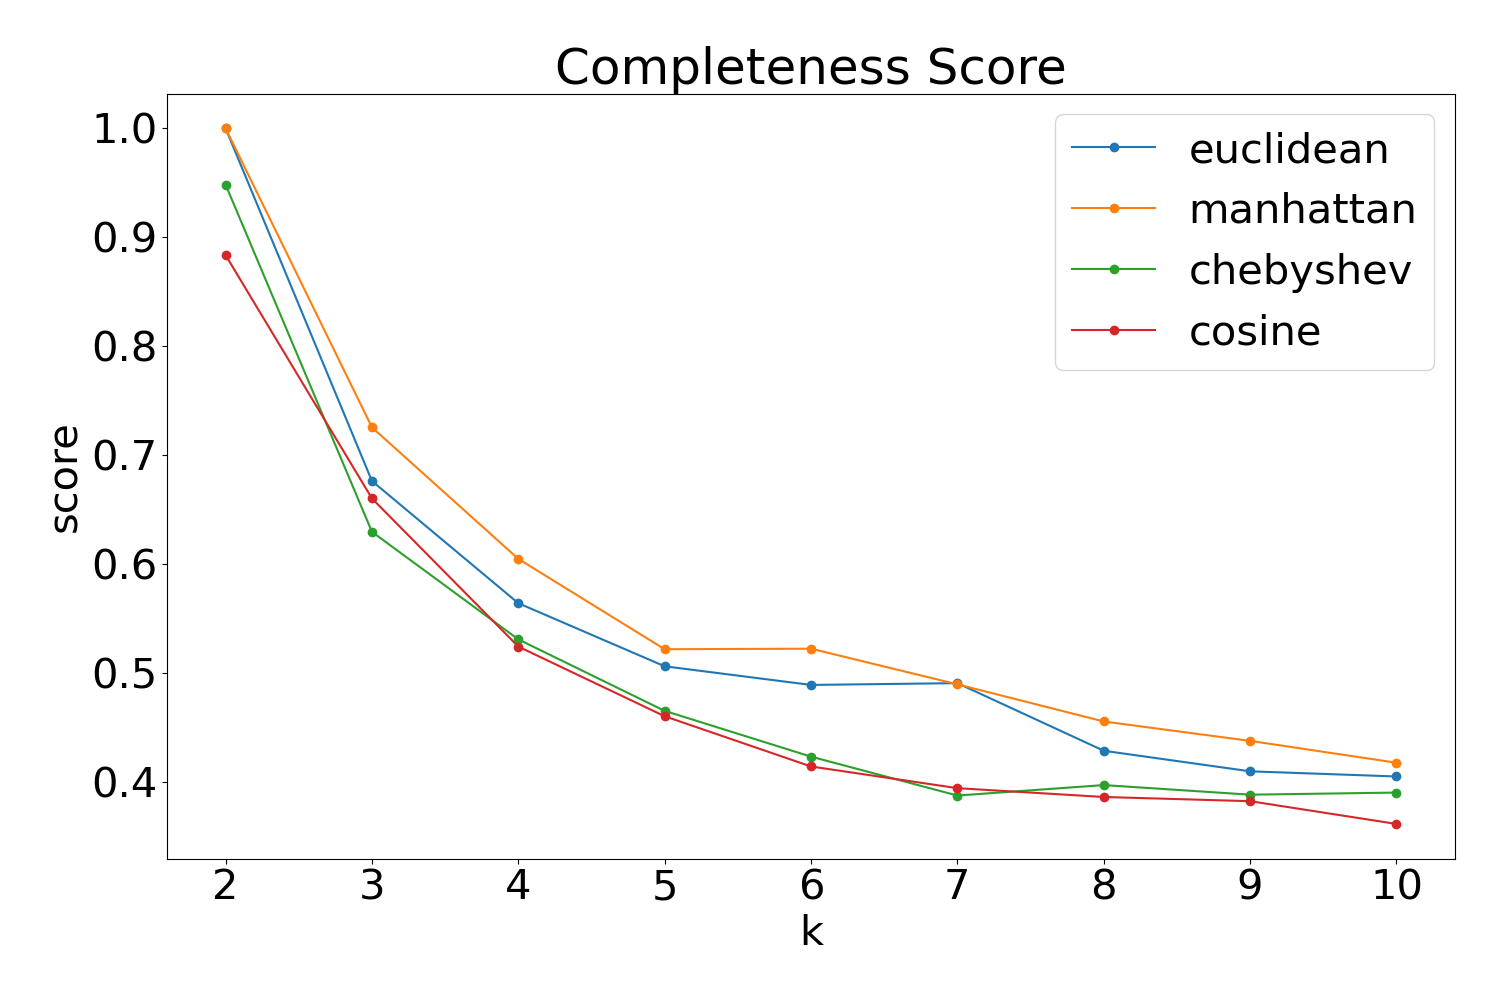 Completeness Score
1.0
0.9
0.8
0.7
0.6
0.5
0.4
score
euclidean
manhattan
chebyshev
cosine
2 3 4 5 6 7 8 9 10
k